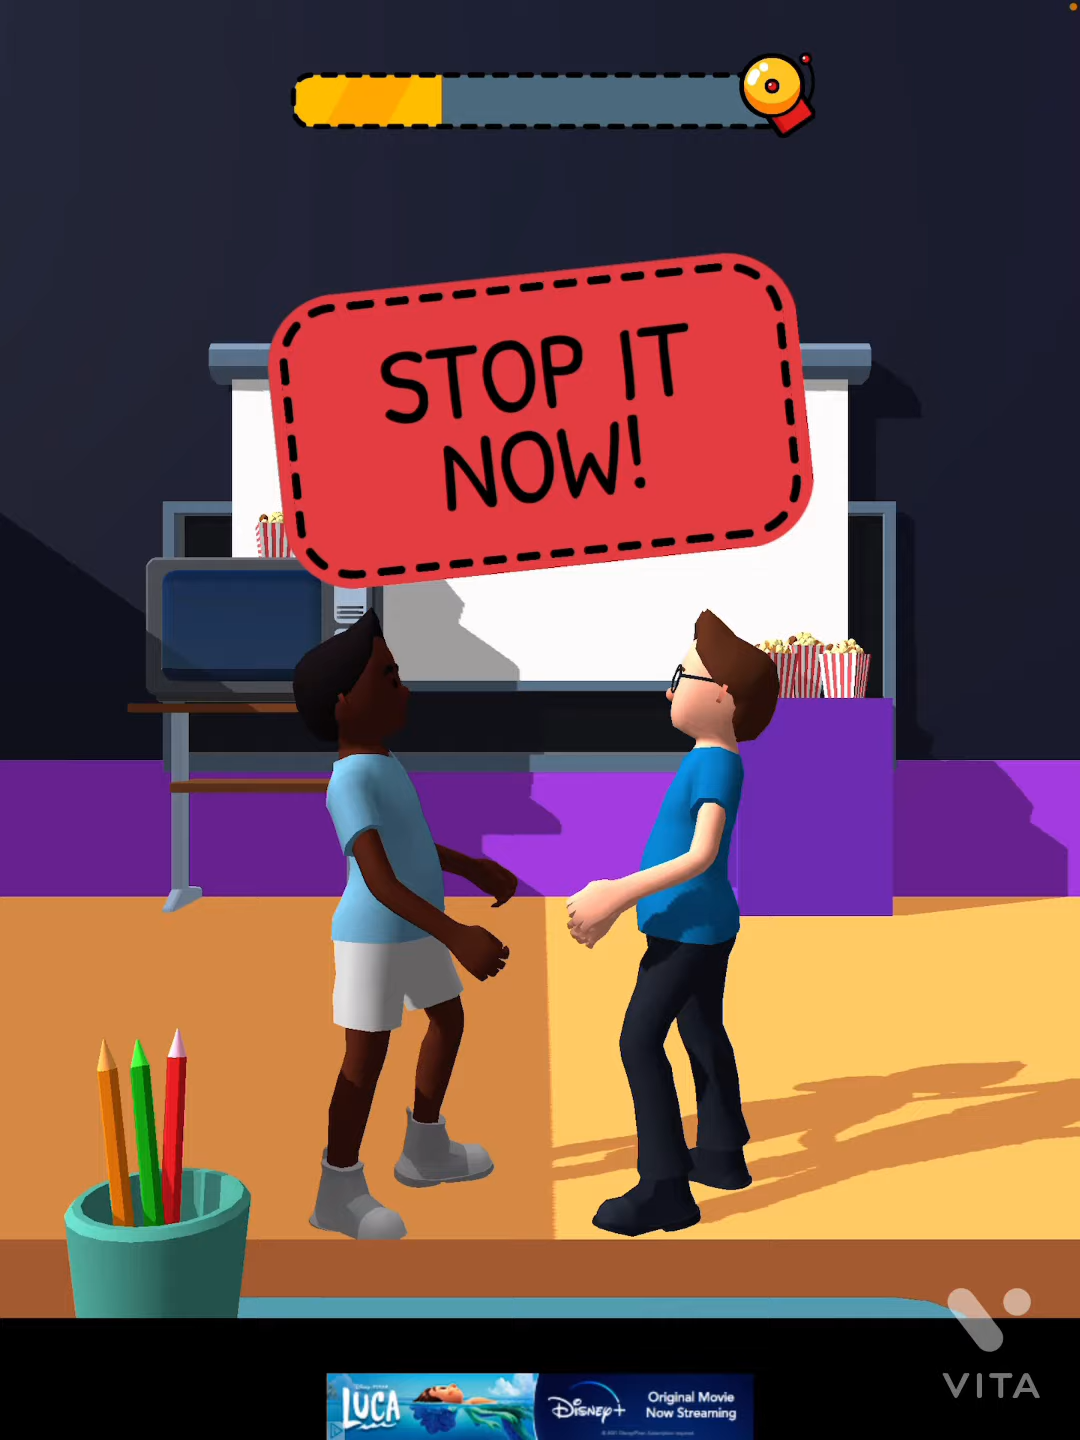 STOP IT
NOW!
LUCA
Disney+
Original Movie
Now Streaming
VITA